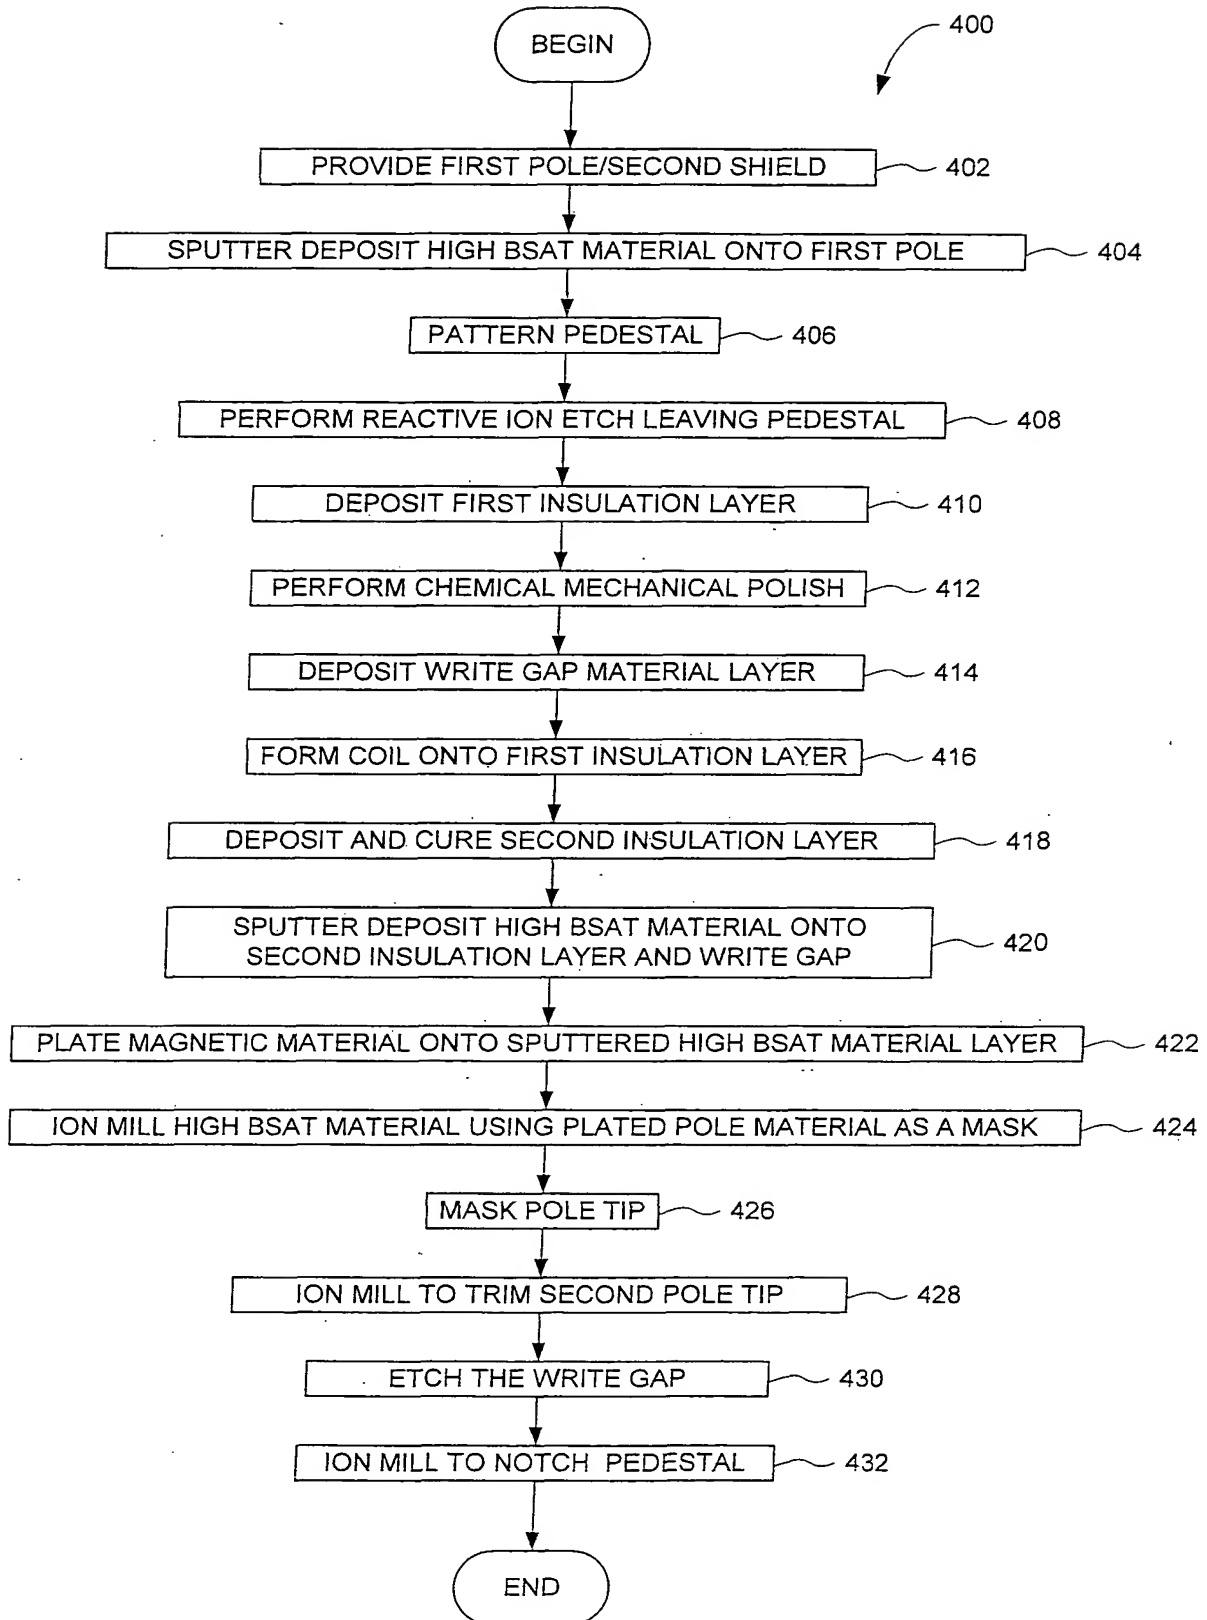 BEGIN
400
PROVIDE FIRST POLE/SECOND SHIELD
402
SPUTTER DEPOSIT HIGH BSAT MATERIAL ONTO FIRST POLE
404
PATTERN PEDESTAL
406
PERFORM REACTIVE ION ETCH LEAVING PEDESTAL
408
DEPOSIT FIRST INSULATION LAYER
410
PERFORM CHEMICAL MECHANICAL POLISH
412
DEPOSIT WRITE GAP MATERIAL LAYER
414
FORM COIL ONTO FIRST INSULATION LAYER
416
DEPOSIT AND CURE SECOND INSULATION LAYER
418
SPUTTER DEPOSIT HIGH BSAT MATERIAL ONTO
SECOND INSULATION LAYER AND WRITE GAP
420
PLATE MAGNETIC MATERIAL ONTO SPUTTERED HIGH BSAT MATERIAL LAYER
422
ION MILL HIGH BSAT MATERIAL USING PLATED POLE MATERIAL AS A MASK
424
MASK POLE TIP
426
ION MILL TO TRIM SECOND POLE TIP
428
ETCH THE WRITE GAP
430
ION MILL TO NOTCH PEDESTAL
432
END